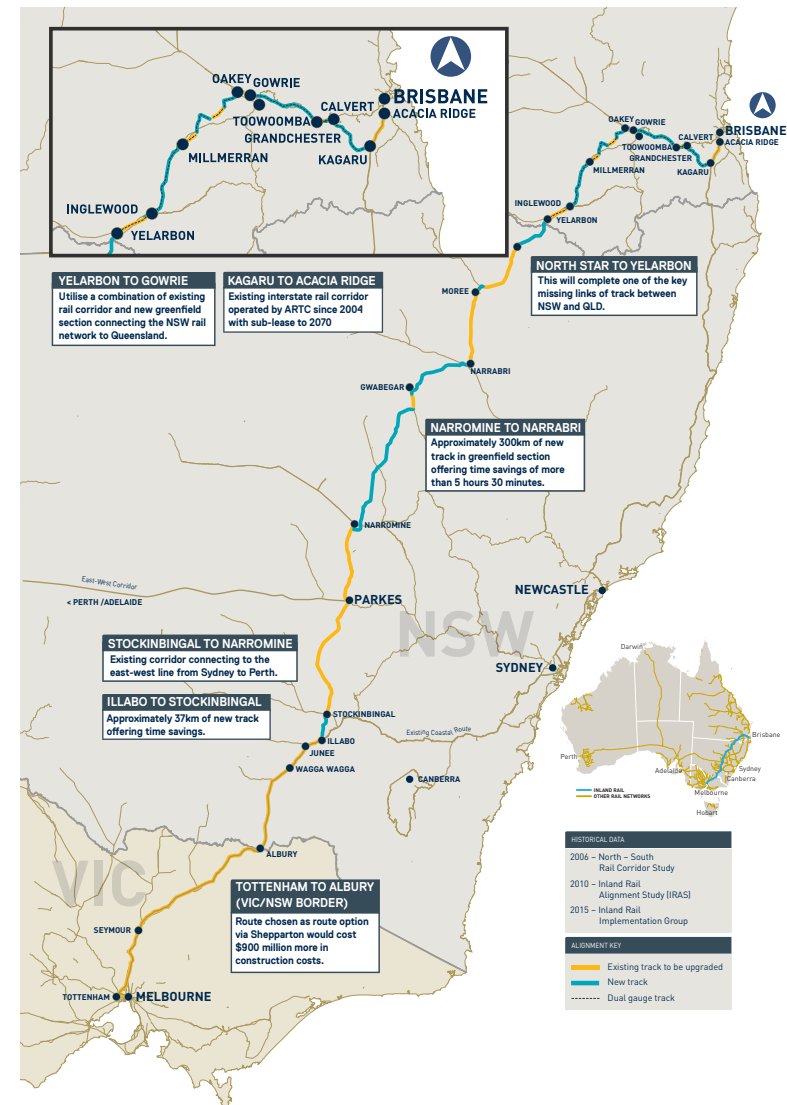 OAKEY
GOWRIE
TOOWOOMBA
CALVERT
GRANDCHESTER
BRISBANE
ACACIA RIDGE
KAGARU
MILLMERRAN
INGLEWOOD
YELARBON
OAKEY
GOWRIE
TOOWOOMBA
CALVERT
GRANDCHESTER
BRISBANE
ACACIA RIDGE
KAGARU
MILLMERRAN
INGLEWOOD
YELARBON
YELARBON TO GOWRIE
Utilise a combination of existing
rail corridor and new greenfield
section connecting the NSW rail
network to Queensland.
KAGARU TO ACACIA RIDGE
Existing interstate rail corridor
operated by ARTC since 2004
with sub-lease to 2070
NORTH STAR TO YELARBON
This will complete one of the key
missing links of track between
NSW and QLD.
MOREE
NARRABRI
GWABEGAR
NARROMINE TO NARRABRI
Approximately 300km of new
track in greenfield section
offering time savings of more
than 5 hours 30 minutes.
NARROMINE
East-West Corridor
< PERTH /ADELAIDE
PARKES
NEWCASTLE
NSW
SYDNEY
STOCKINBINGAL TO NARROMINE
Existing corridor connecting to the
east-west line from Sydney to Perth.
ILLABO TO STOCKINBINGAL
Approximately 37km of new track
offering time savings.
STOCKINBINGAL
Existing Coastal Route
ILLABO
JUNEE
WAGGA WAGGA
CANBERRA
Darwin
Brisbane
Perth
Adelaide
Sydney
Canberra
Melbourne
Hobart
INLAND RAIL
OTHER RAIL NETWORKS
ALBURY
VIC
TOTTENHAM TO ALBURY
(VIC/NSW BORDER)
Route chosen as route option
via Shepparton would cost
$900 million more in
construction costs.
SEYMOUR
TOTTENHAM
MELBOURNE
HISTORICAL DATA
2006 – North – South
Rail Corridor Study
2010 – Inland Rail
Alignment Study (IRAS)
2015 – Inland Rail
Implementation Group
ALIGNMENT KEY
Existing track to be upgraded
New track
Dual gauge track